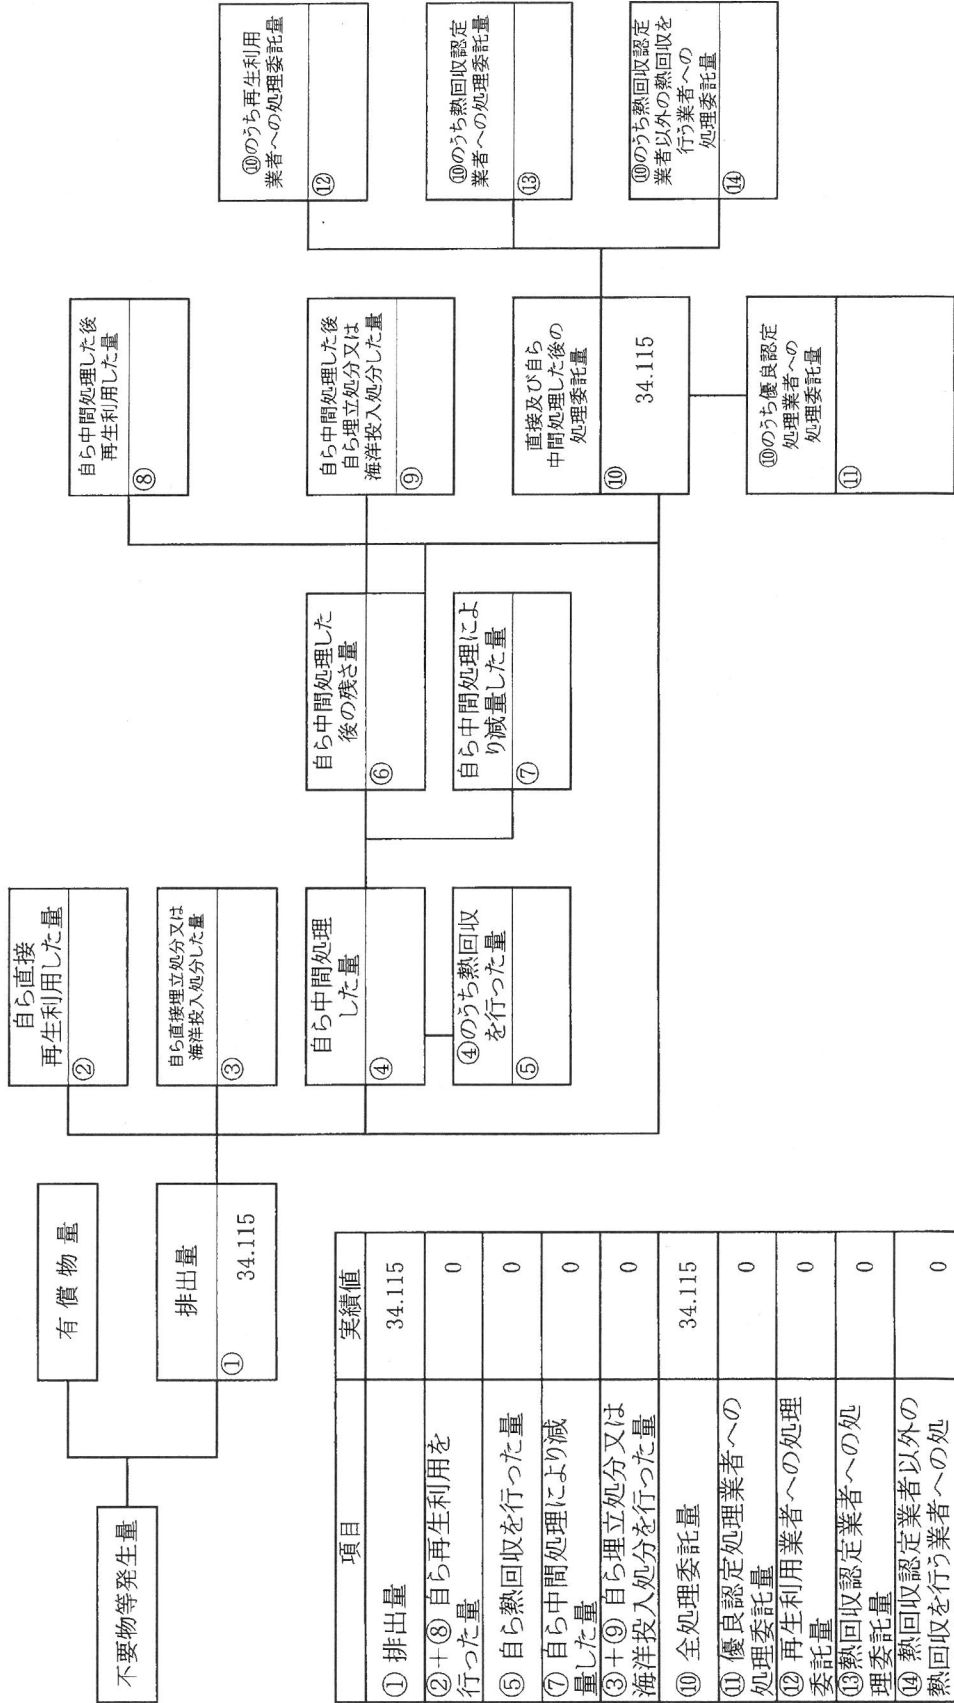 不要物等発生量
有償物量
排出量
①
34.115
自ら直接
再生利用した量
②
自ら直接埋立処分又は
海洋投入処分した量
③
自ら中間処理
した量
④
④のうち熱回収
を行った量
⑤
自ら中間処理した
後の残さ量
⑥
自ら中間処理によ
り減量した量
⑦
自ら中間処理した後
再生利用した量
⑧
自ら中間処理した後
自ら埋立処分又は
海洋投入処分した量
⑨
直接及び自ら
中間処理した後の
処理委託量
⑩
34.115
⑩のうち優良認定
処理業者への
処理委託量
⑪
⑩のうち再生利用
業者への処理委託量
⑫
⑩のうち熱回収認定
業者への処理委託量
⑬
⑩のうち熱回収認定
業者以外の熱回収を
行う業者への
処理委託量
⑭
項目 実績値
① 排出量 34.115
②+⑧ 自ら再生利用を
行った量 0
⑤ 自ら熱回収を行った量 0
⑦ 自ら中間処理により減
量した量 0
③+⑨ 自ら埋立処分又は
海洋投入処分を行った量 0
⑩ 全処理委託量 34.115
⑪ 優良認定処理業者への
処理委託量 0
⑫ 再生利用業者への処理
委託量 0
⑬熱回収認定業者への処
理委託量 0
⑭ 熱回収認定業者以外の
熱回収を行う業者への処 0